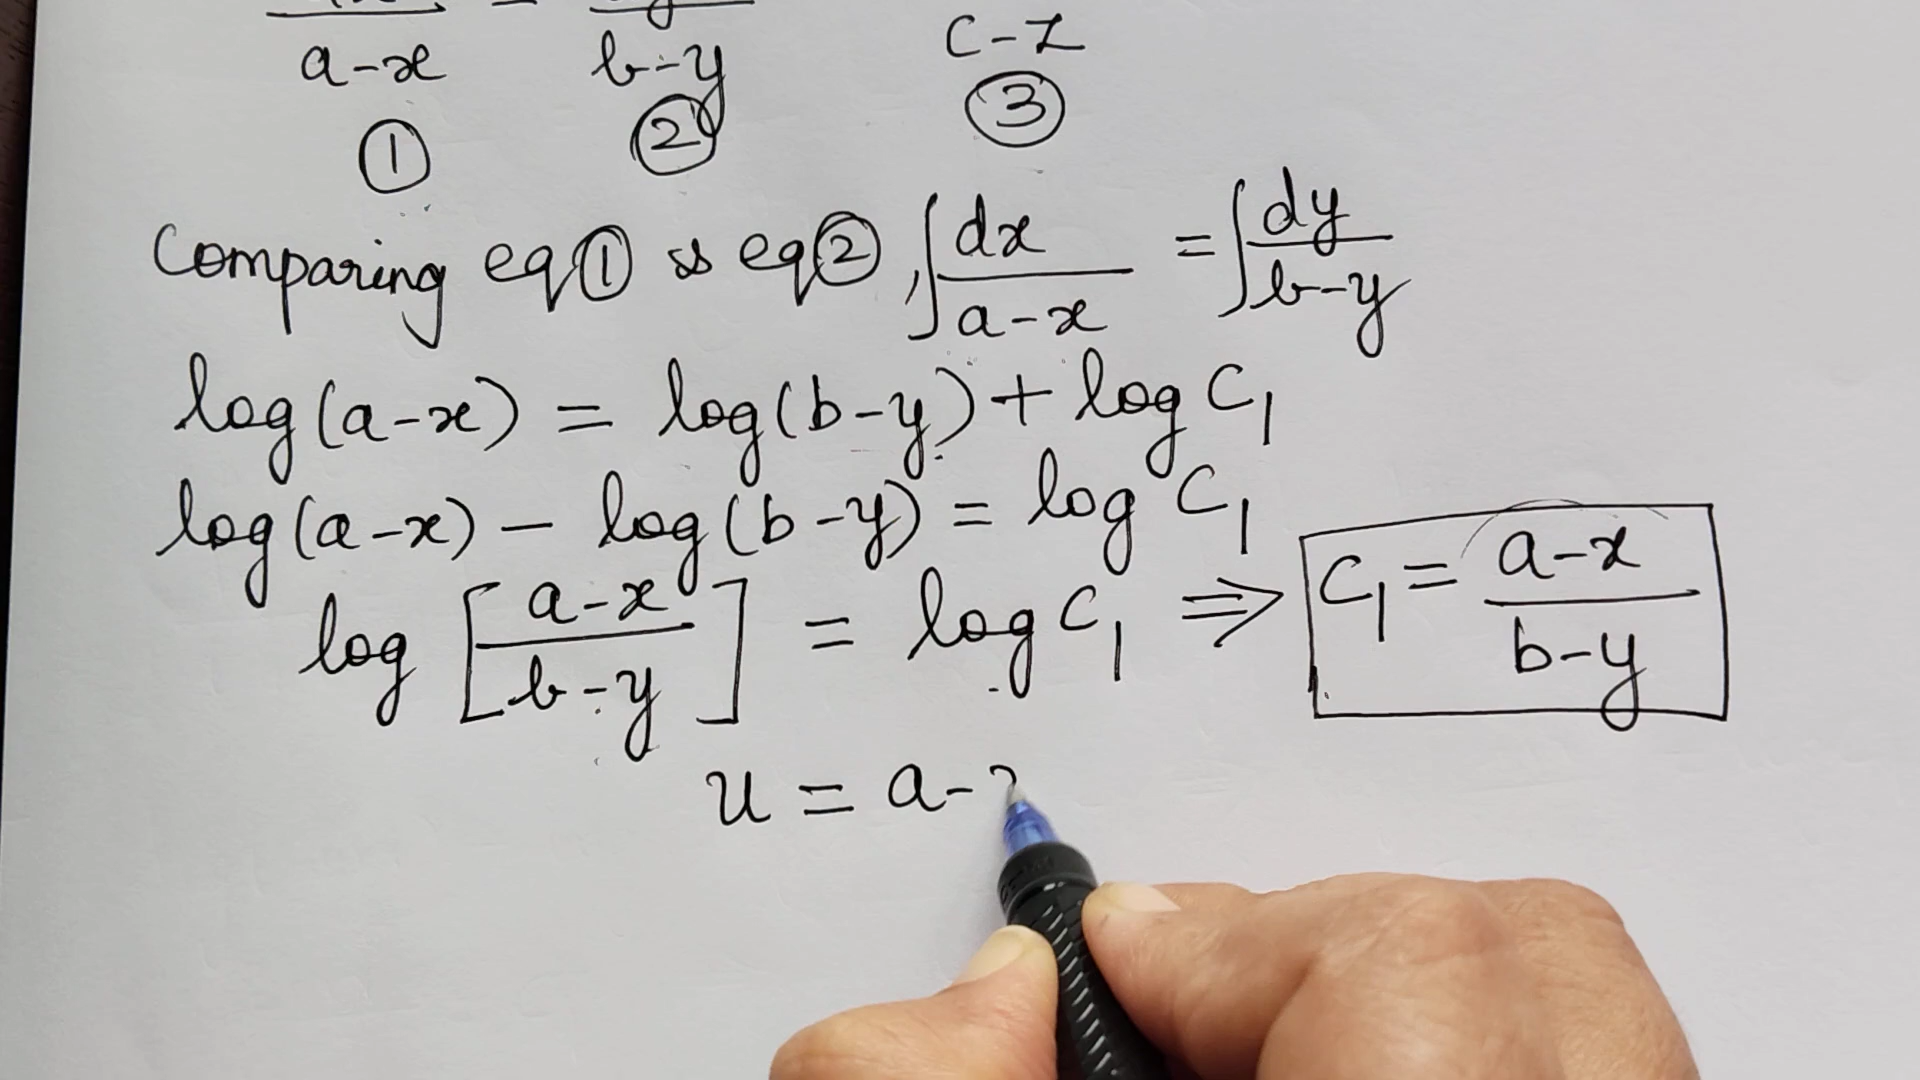 a-x = b-y c-z
① ② ③
Comparing eq① & eq②, ∫dx/(a-x) = ∫dy/(b-y)
log(a-x) = log(b-y) + log C₁
log(a-x) - log(b-y) = log C₁
log [(a-x)/(b-y)] = log C₁ ⇒ C₁ = (a-x)/(b-y)
u = a-